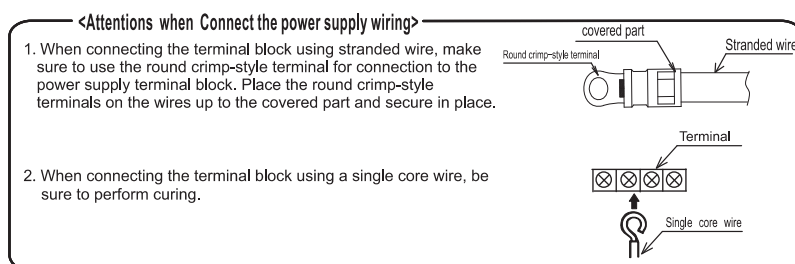 <Attentions when Connect the power supply wiring>
1. When connecting the terminal block using stranded wire, make
sure to use the round crimp-style terminal for connection to the
power supply terminal block. Place the round crimp-style
terminals on the wires up to the covered part and secure in place.
covered part
Round crimp-style terminal
Stranded wire
2. When connecting the terminal block using a single core wire, be
sure to perform curing.
Terminal
Single core wire